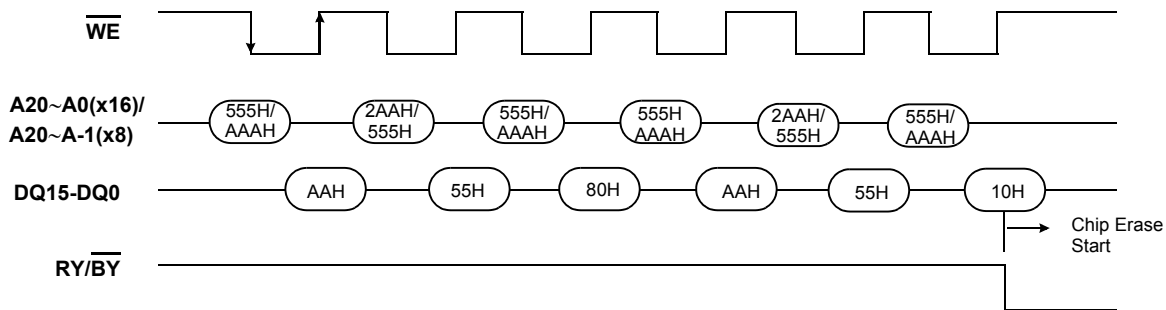 WE
A20~A0(x16)/
A20~A-1(x8)
555H/
AAAH
2AAH/
555H
555H/
AAAH
555H
AAAH
2AAH/
555H
555H/
AAAH
DQ15-DQ0
AAH
55H
80H
AAH
55H
10H
Chip Erase
Start
RY/BY